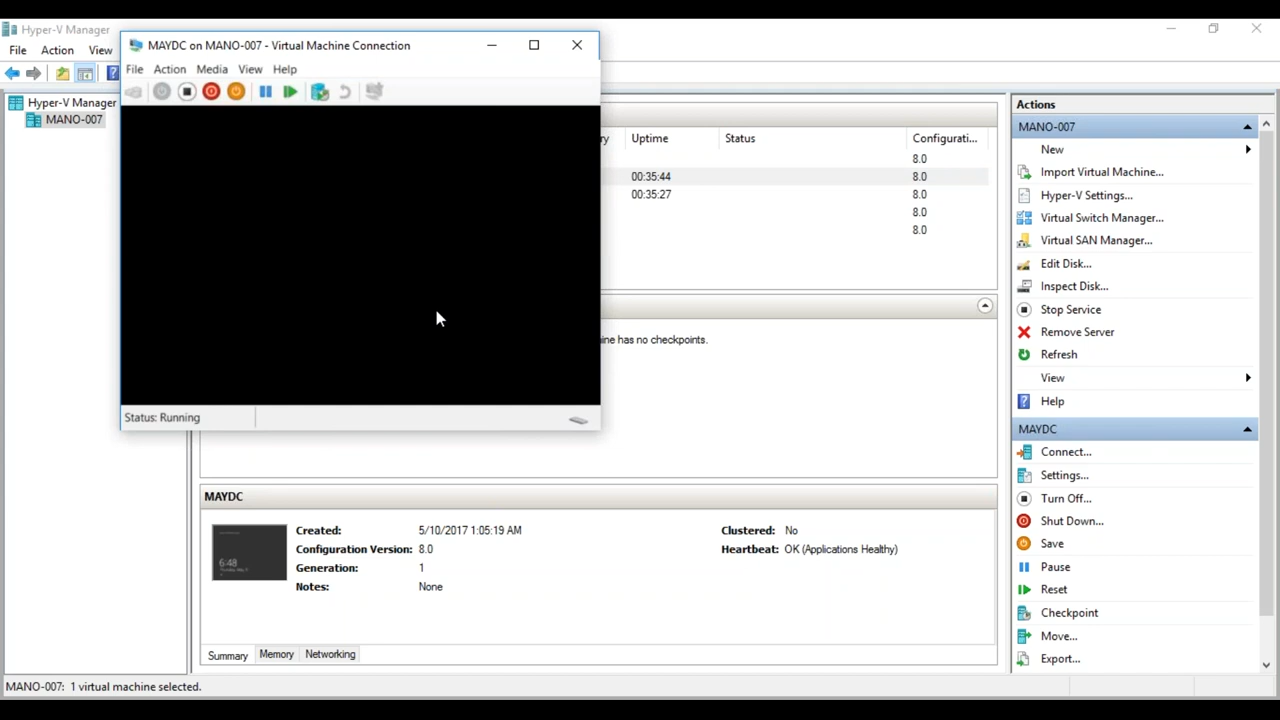 Hyper-V Manager
File Action View
MAYDC on MANO-007 - Virtual Machine Connection
File Action Media View Help
Status: Running
Hyper-V Manager
MANO-007
ry Uptime Status Configurati...
8.0
00:35:44 8.0
00:35:27 8.0
8.0
8.0
ine has no checkpoints.
MAYDC
6:48
Created: 5/10/2017 1:05:19 AM Clustered: No
Configuration Version: 8.0 Heartbeat: OK (Applications Healthy)
Generation: 1
Notes: None
Summary Memory Networking
Actions
MANO-007
New
Import Virtual Machine...
Hyper-V Settings...
Virtual Switch Manager...
Virtual SAN Manager...
Edit Disk...
Inspect Disk...
Stop Service
Remove Server
Refresh
View
Help
MAYDC
Connect...
Settings...
Turn Off...
Shut Down...
Save
Pause
Reset
Checkpoint
Move...
Export...
MANO-007: 1 virtual machine selected.